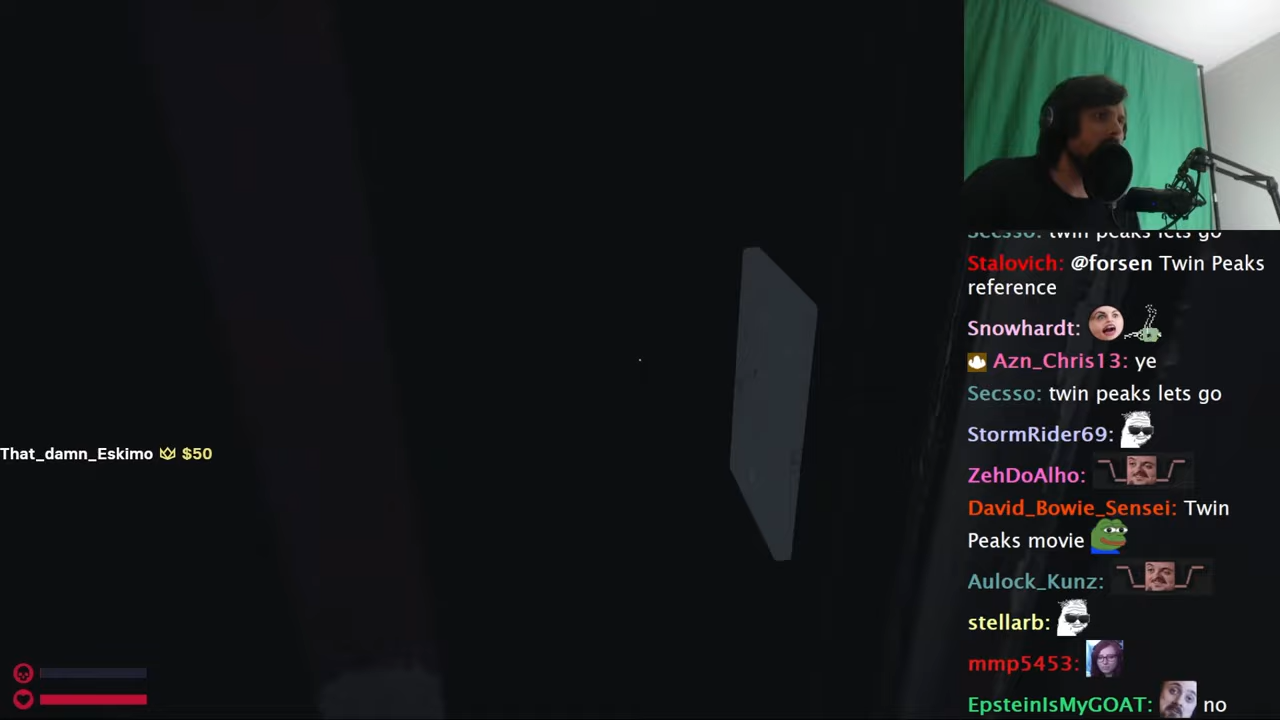 Secsso: twin peaks lets go
Stalovich: @forsen Twin Peaks
reference
Snowhardt:
Azn_Chris13: ye
Secsso: twin peaks lets go
StormRider69:
That_damn_Eskimo $50
ZehDoAlho:
David_Bowie_Sensei: Twin
Peaks movie
Aulock_Kunz:
stellarb:
mmp5453:
EpsteinIsMyGOAT: no